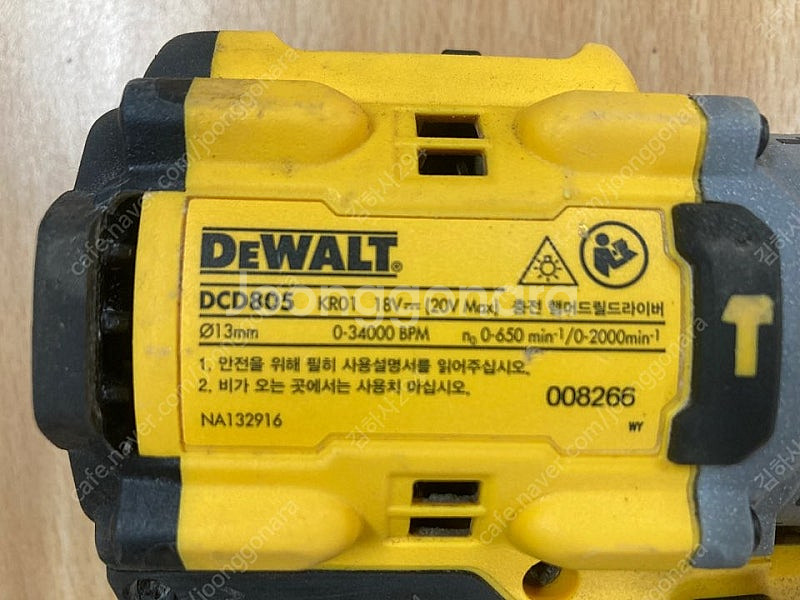 DEWALT®
DCD805 KR01 18V⎓(20V Max) 충전 햄머드릴드라이버
Ø13mm 0-34000 BPM n₀ 0-650 min⁻¹/0-2000min⁻¹
1. 안전을 위해 필히 사용설명서를 읽어주십시오.
2. 비가 오는 곳에서는 사용치 마십시오.
008266
NA132916
WY
Joonggonara
cafe.naver.com/joonggonara